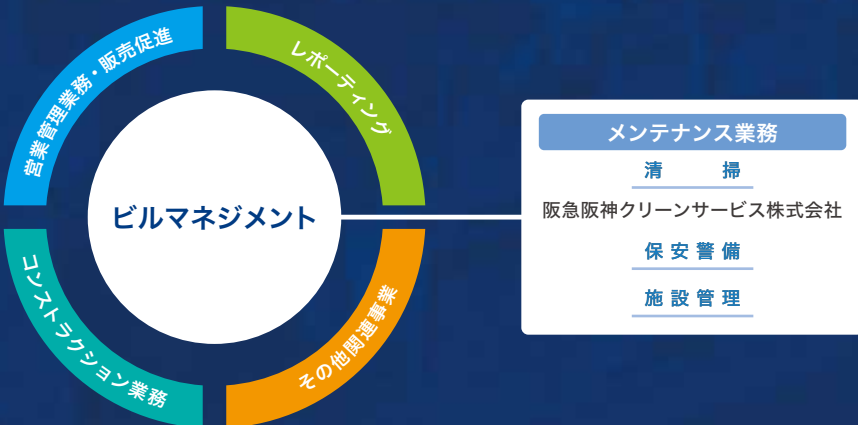 営業管理業務・販売促進
レポーティング
ビルマネジメント
コンストラクション業務
その他関連事業
メンテナンス業務
清　　掃
阪急阪神クリーンサービス株式会社
保安警備
施設管理